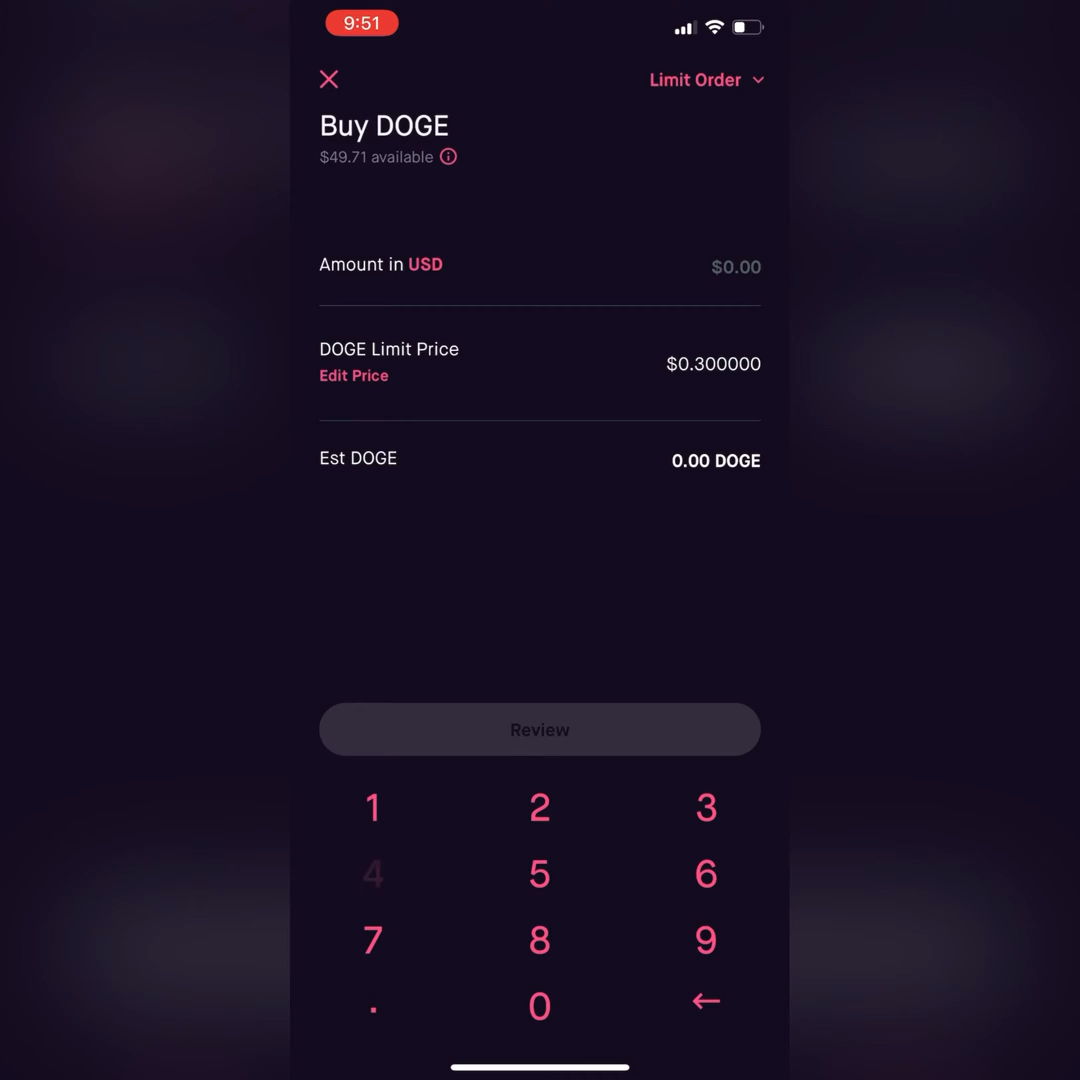 9:51
Limit Order
Buy DOGE
$49.71 available
Amount in USD
$0.00
DOGE Limit Price
Edit Price
$0.300000
Est DOGE
0.00 DOGE
Review
1 2 3
4 5 6
7 8 9
. 0